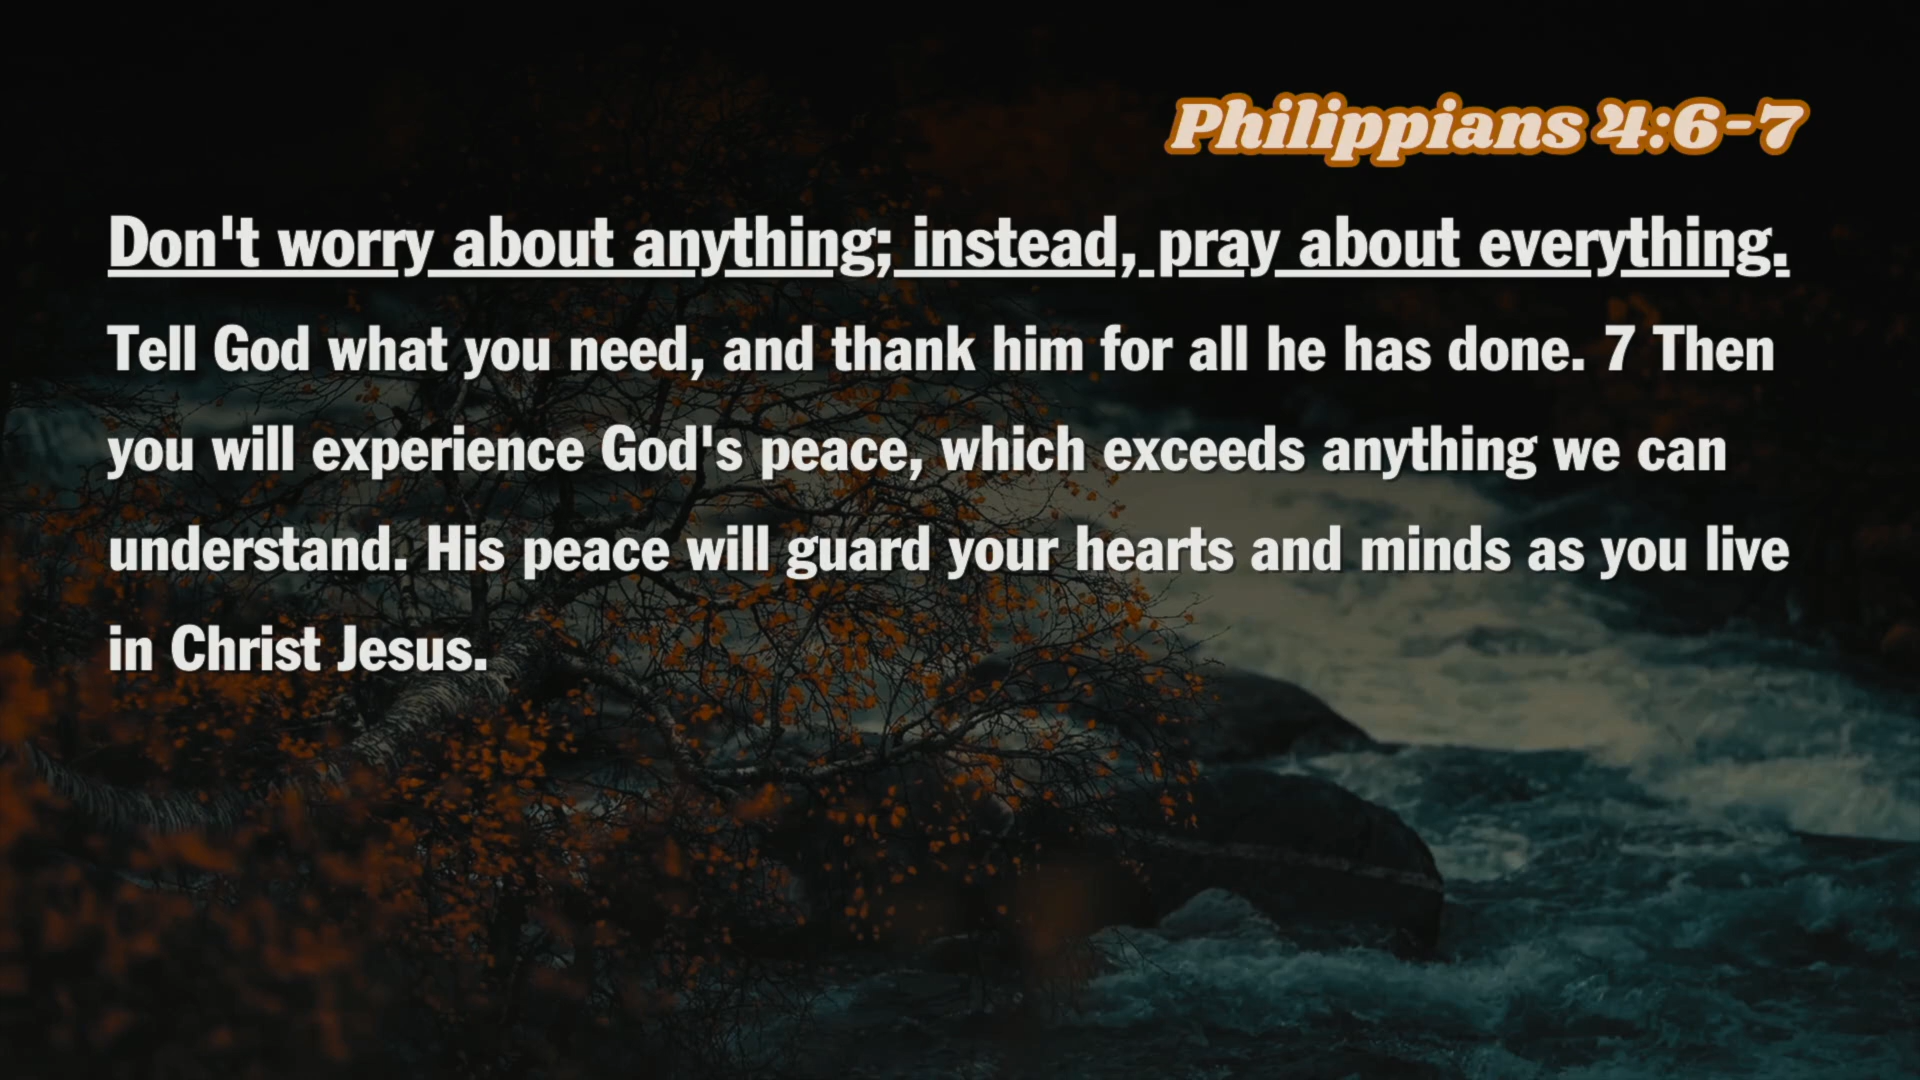 Philippians 4:6-7
Don't worry about anything; instead, pray about everything.
Tell God what you need, and thank him for all he has done. 7 Then
you will experience God's peace, which exceeds anything we can
understand. His peace will guard your hearts and minds as you live
in Christ Jesus.